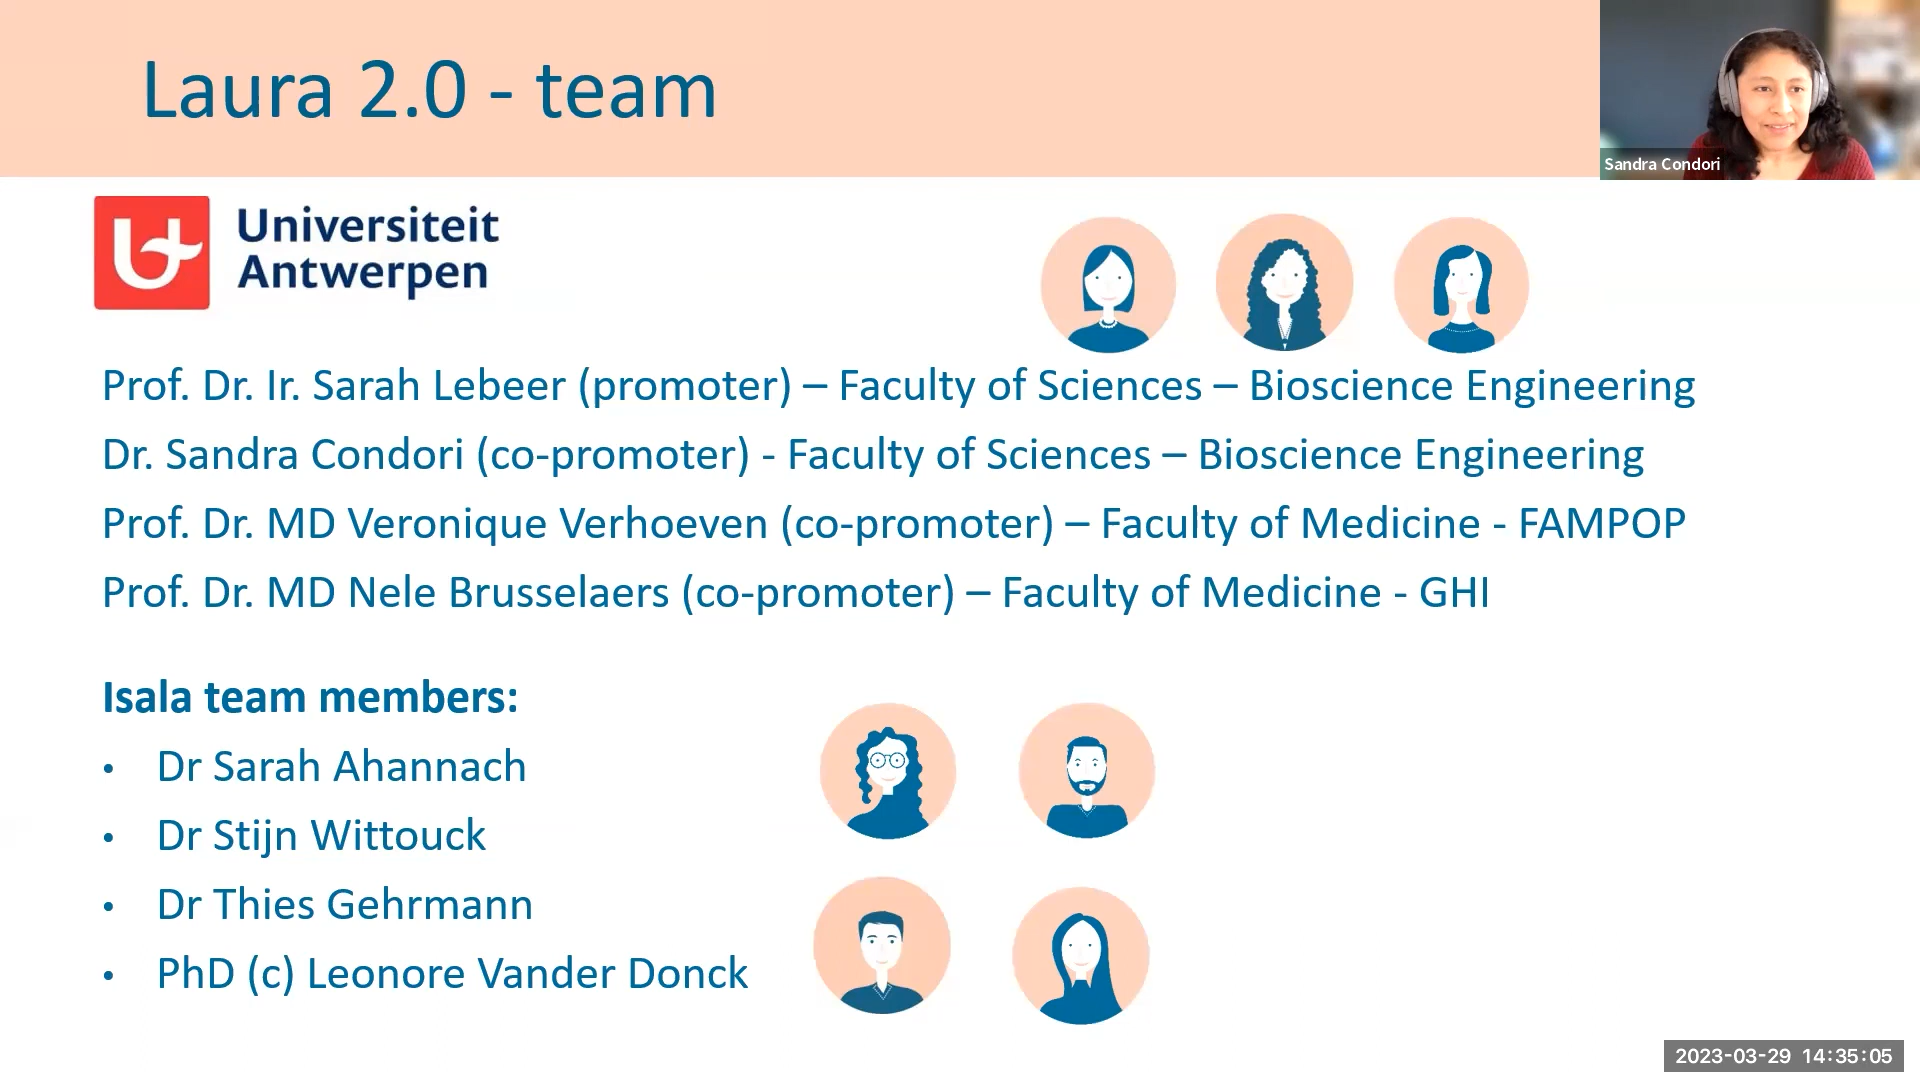 Laura 2.0 - team
Sandra Condori
Universiteit
Antwerpen
Prof. Dr. Ir. Sarah Lebeer (promoter) – Faculty of Sciences – Bioscience Engineering
Dr. Sandra Condori (co-promoter) - Faculty of Sciences – Bioscience Engineering
Prof. Dr. MD Veronique Verhoeven (co-promoter) – Faculty of Medicine - FAMPOP
Prof. Dr. MD Nele Brusselaers (co-promoter) – Faculty of Medicine - GHI
Isala team members:
• Dr Sarah Ahannach
• Dr Stijn Wittouck
• Dr Thies Gehrmann
• PhD (c) Leonore Vander Donck
2023-03-29 14:35:05